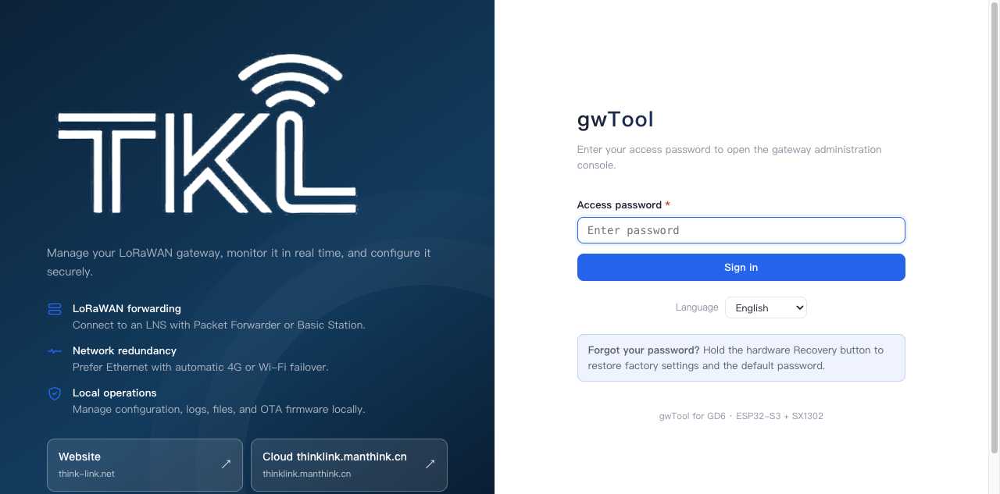 TKL
Manage your LoRaWAN gateway, monitor it in real time, and configure it
securely.
LoRaWAN forwarding
Connect to an LNS with Packet Forwarder or Basic Station.
Network redundancy
Prefer Ethernet with automatic 4G or Wi-Fi failover.
Local operations
Manage configuration, logs, files, and OTA firmware locally.
Website
think-link.net
Cloud thinklink.manthink.cn
thinklink.manthink.cn
gwTool
Enter your access password to open the gateway administration
console.
Access password *
Enter password
Sign in
Language English
Forgot your password? Hold the hardware Recovery button to
restore factory settings and the default password.
gwTool for GD6 · ESP32-S3 + SX1302